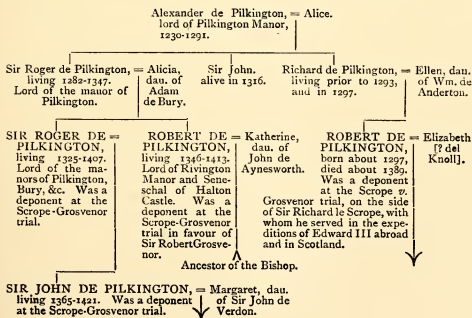 Alexander de Pilkington, = Alice.
lord of Pilkington Manor,
1230-1291.
Sir Roger de Pilkington, = Alicia,
living 1282-1347.
Lord of the manor of
Pilkington.
dau. of
Adam
de Bury.
Sir John.
alive in 1316.
Richard de Pilkington, = Ellen, dau.
living prior to 1293,
and in 1297.
of Wm. de
Anderton.
SIR ROGER DE =
PILKINGTON,
living 1325-1407.
Lord of the ma-
nors of Pilkington,
Bury, &c. Was a
deponent at the
Scrope-Grosvenor
trial.
ROBERT DE = Katherine,
PILKINGTON,
living 1346-1413.
Lord of Rivington
Manor and Sene-
schal of Halton
Castle. Was a
deponent at the
Scrope-Grosvenor
trial in favour of
Sir Robert Grosve-
nor.
dau. of
John de
Aynesworth.
Ancestor of the Bishop.
ROBERT DE = Elizabeth
PILKINGTON,
born about 1297,
died about 1389.
Was a deponent
at the Scrope v.
Grosvenor trial, on the side
of Sir Richard le Scrope, with
whom he served in the expe-
ditions of Edward III abroad
and in Scotland.
[? del
Knoll].
SIR JOHN DE PILKINGTON, = Margaret, dau.
living 1365-1421. Was a deponent
at the Scrope-Grosvenor trial.
of Sir John de
Verdon.